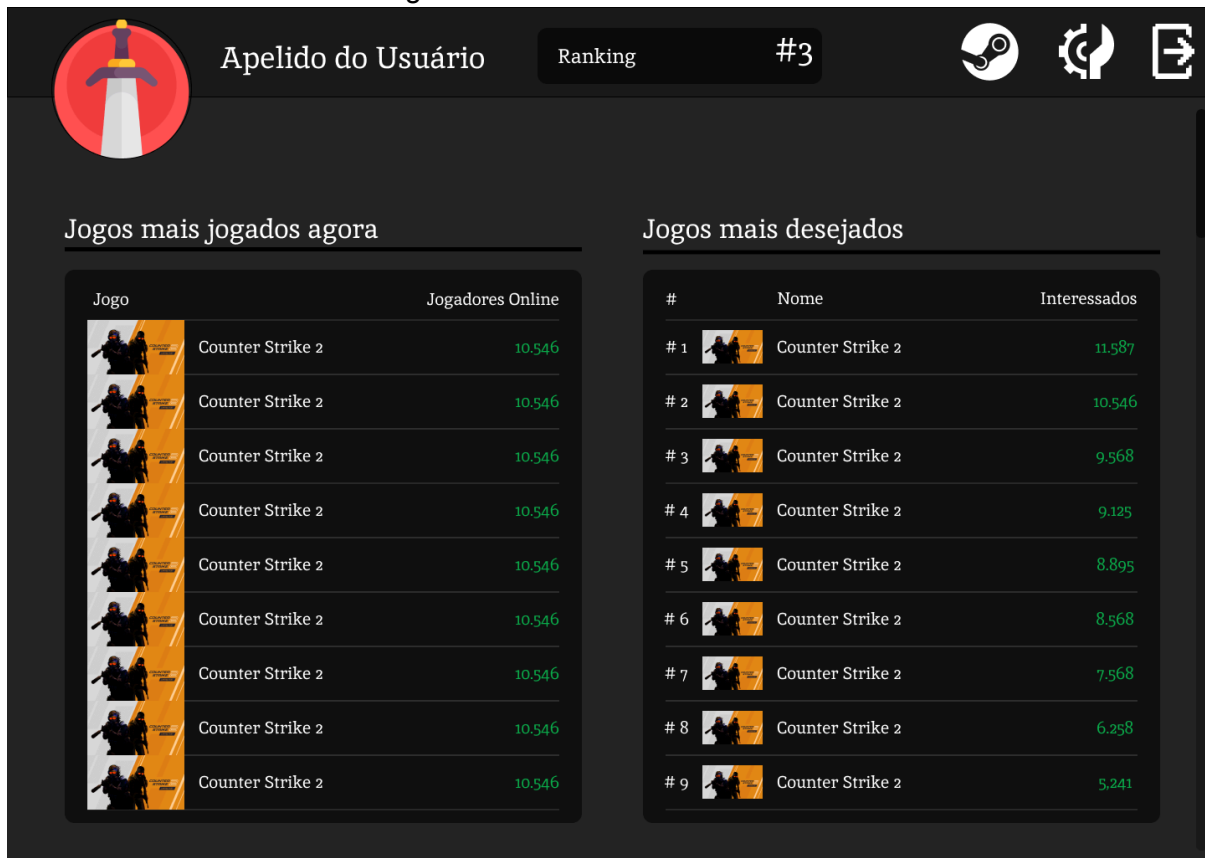 Apelido do Usuário
Ranking #3
Jogos mais jogados agora
Jogo Jogadores Online
Counter Strike 2 10.546
Counter Strike 2 10.546
Counter Strike 2 10.546
Counter Strike 2 10.546
Counter Strike 2 10.546
Counter Strike 2 10.546
Counter Strike 2 10.546
Counter Strike 2 10.546
Counter Strike 2 10.546
Jogos mais desejados
# Nome Interessados
# 1 Counter Strike 2 11.587
# 2 Counter Strike 2 10.546
# 3 Counter Strike 2 9.568
# 4 Counter Strike 2 9.125
# 5 Counter Strike 2 8.895
# 6 Counter Strike 2 8.568
# 7 Counter Strike 2 7.568
# 8 Counter Strike 2 6.258
# 9 Counter Strike 2 5,241